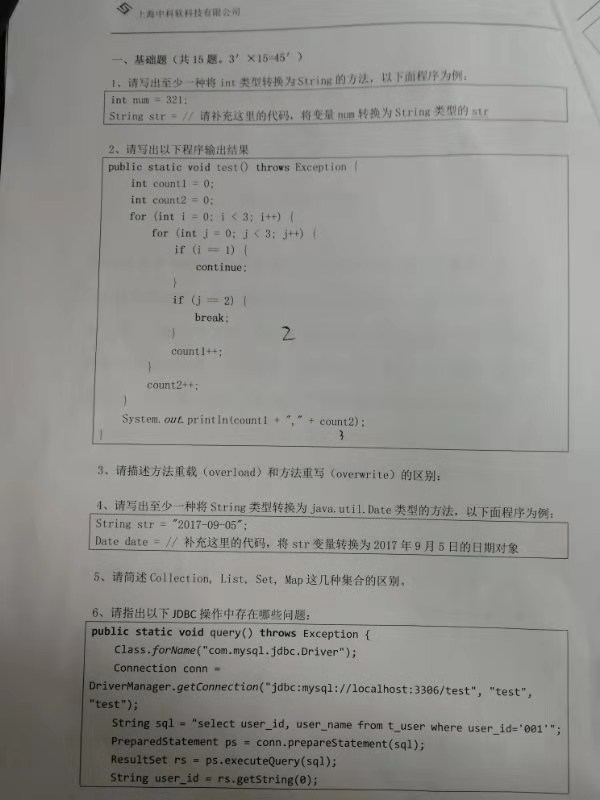 上海中科软科技有限公司
一、基础题（共 15 题。3′×15=45′）
1、请写出至少一种将 int 类型转换为 String 的方法，以下面程序为例：
int num = 321;
String str = // 请补充这里的代码，将变量 num 转换为 String 类型的 str
2、请写出以下程序输出结果
public static void test() throws Exception {
int count1 = 0;
int count2 = 0;
for (int i = 0; i < 3; i++) {
for (int j = 0; j < 3; j++) {
if (i == 1) {
continue;
}
if (j == 2) {
break;
}
2
count1++;
}
count2++;
}
System.out.println(count1 + "," + count2);
}
3
3、请描述方法重载（overload）和方法重写（overwrite）的区别；
4、请写出至少一种将 String 类型转换为 java.util.Date 类型的方法，以下面程序为例；
String str = "2017-09-05";
Date date = // 补充这里的代码，将 str 变量转换为 2017 年 9 月 5 日的日期对象
5、请简述 Collection, List, Set, Map 这几种集合的区别。
6、请指出以下 JDBC 操作中存在哪些问题：
public static void query() throws Exception {
Class.forName("com.mysql.jdbc.Driver");
Connection conn =
DriverManager.getConnection("jdbc:mysql://localhost:3306/test", "test",
"test");
String sql = "select user_id, user_name from t_user where user_id='001'";
PreparedStatement ps = conn.prepareStatement(sql);
ResultSet rs = ps.executeQuery(sql);
String user_id = rs.getString(0);